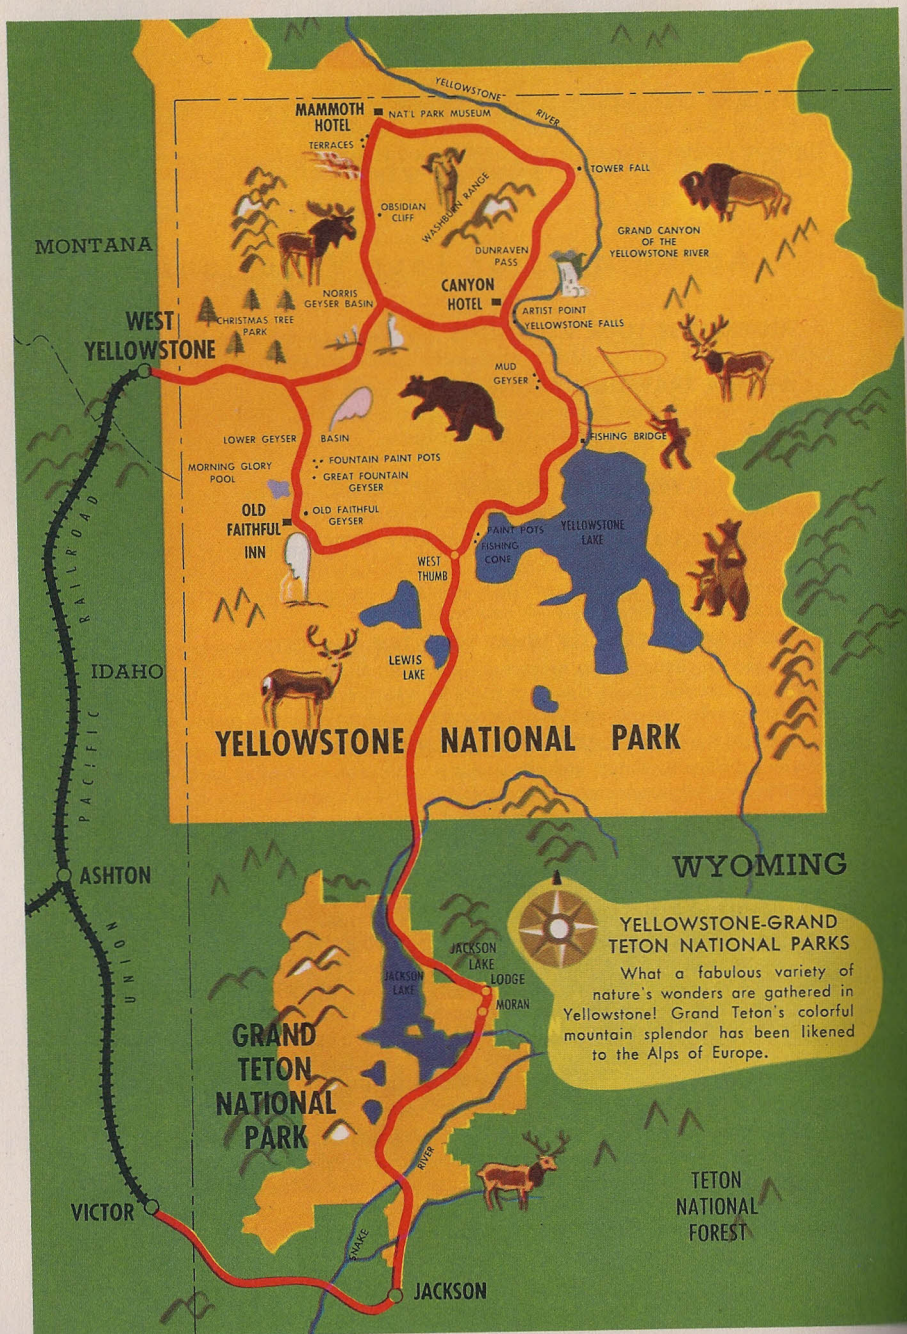 YELLOWSTONE RIVER
MAMMOTH
HOTEL
NAT'L PARK MUSEUM
TERRACES
TOWER FALL
OBSIDIAN
CLIFF
WASHBURN RANGE
GRAND CANYON
OF THE
YELLOWSTONE RIVER
MONTANA
DUNRAVEN
PASS
CANYON
HOTEL
NORRIS
GEYSER BASIN
ARTIST POINT
YELLOWSTONE FALLS
CHRISTMAS TREE
PARK
WEST
YELLOWSTONE
MUD
GEYSER
LOWER GEYSER BASIN
FISHING BRIDGE
FOUNTAIN PAINT POTS
MORNING GLORY
POOL
GREAT FOUNTAIN
GEYSER
OLD
FAITHFUL
INN
OLD FAITHFUL
GEYSER
PAINT POTS
FISHING
CONE
YELLOWSTONE
LAKE
WEST
THUMB
LEWIS
LAKE
IDAHO
YELLOWSTONE NATIONAL PARK
UNION PACIFIC RAILROAD
ASHTON
WYOMING
YELLOWSTONE-GRAND
TETON NATIONAL PARKS
What a fabulous variety of
nature's wonders are gathered in
Yellowstone! Grand Teton's colorful
mountain splendor has been likened
to the Alps of Europe.
JACKSON
LAKE
LODGE
JACKSON
LAKE
MORAN
GRAND
TETON
NATIONAL
PARK
SNAKE RIVER
TETON
NATIONAL
FOREST
VICTOR
JACKSON